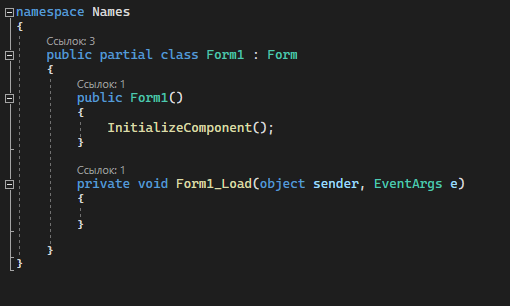 namespace Names
{
Ссылок: 3
public partial class Form1 : Form
{
Ссылок: 1
public Form1()
{
InitializeComponent();
}
Ссылок: 1
private void Form1_Load(object sender, EventArgs e)
{
}
}
}